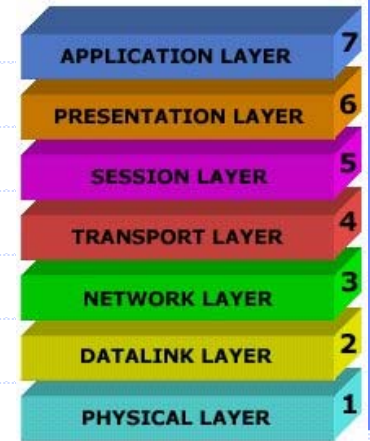 APPLICATION LAYER 7
PRESENTATION LAYER 6
SESSION LAYER 5
TRANSPORT LAYER 4
NETWORK LAYER 3
DATALINK LAYER 2
PHYSICAL LAYER 1